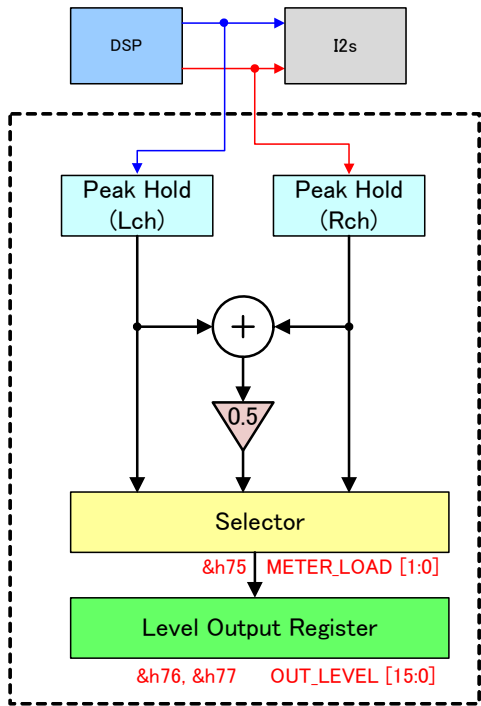 DSP
I2s
Peak Hold
(Lch)
Peak Hold
(Rch)
+
0.5
Selector
&h75 METER_LOAD [1:0]
Level Output Register
&h76, &h77 OUT_LEVEL [15:0]